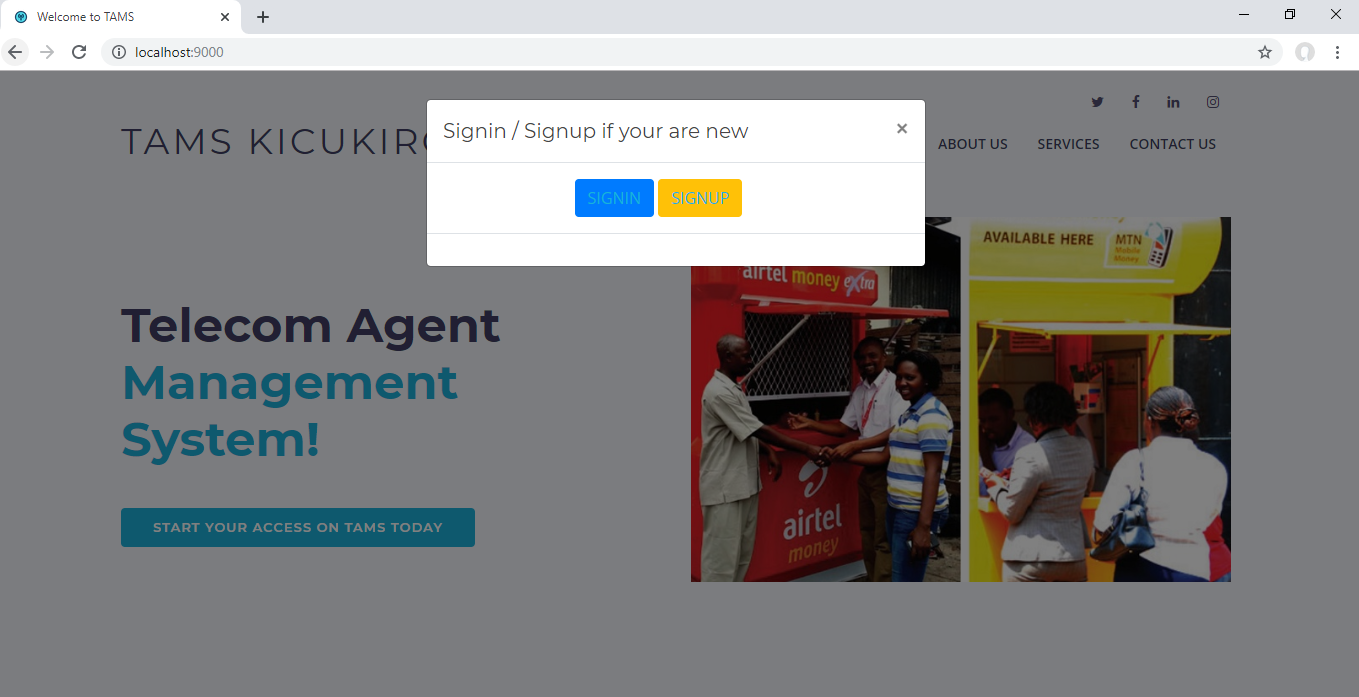 Welcome to TAMS
localhost:9000
TAMS KICUKIR
Signin / Signup if your are new
×
ABOUT US
SERVICES
CONTACT US
SIGNIN
SIGNUP
Telecom Agent
Management
System!
START YOUR ACCESS ON TAMS TODAY
airtel money extra
airtel
money
AVAILABLE HERE
MTN
Mobile
Money